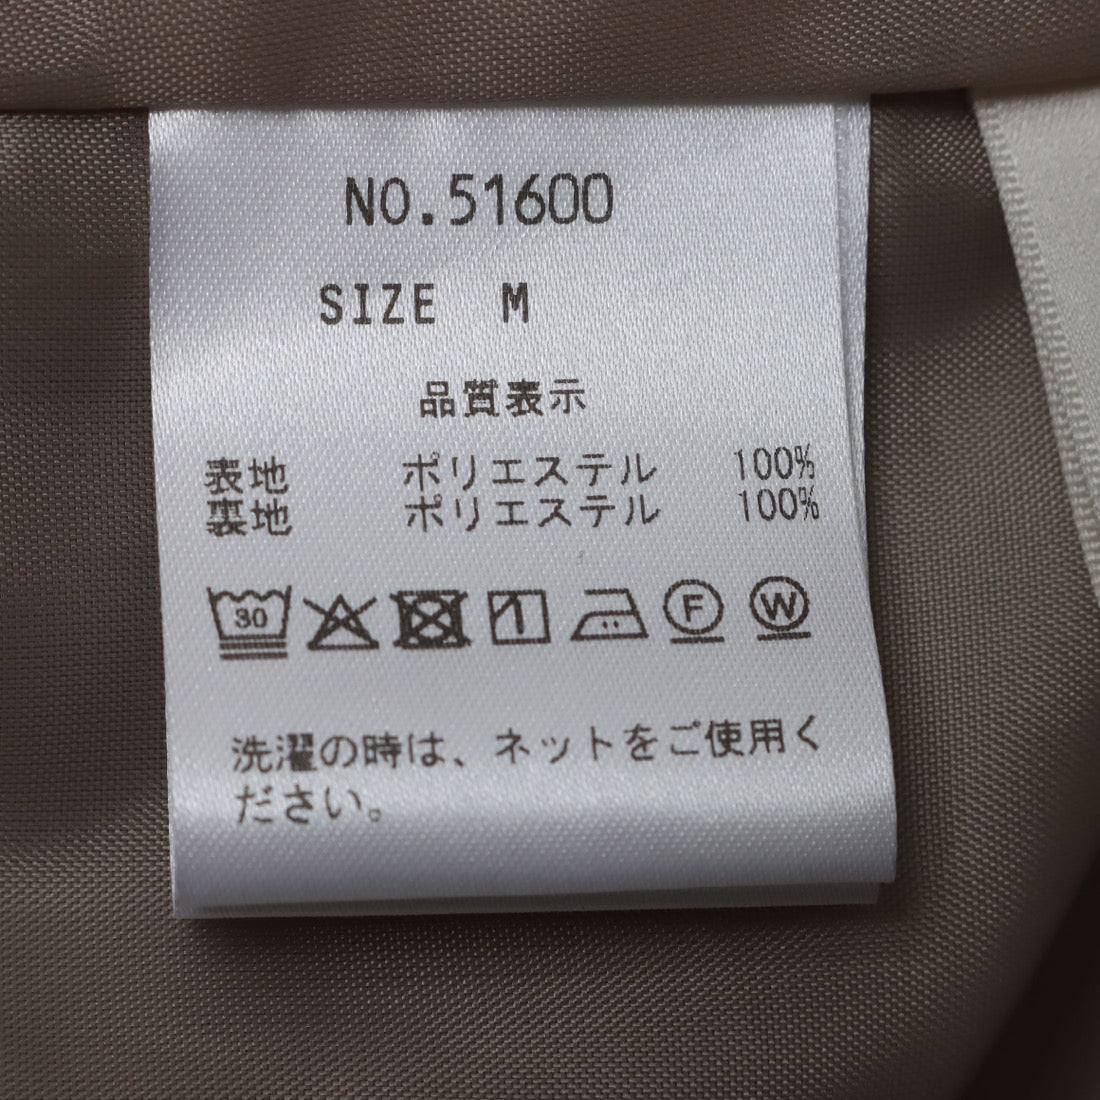 NO.51600
SIZE M
品質表示
表地 ポリエステル 100%
裏地 ポリエステル 100%
30 F W
洗濯の時は、ネットをご使用く
ださい。